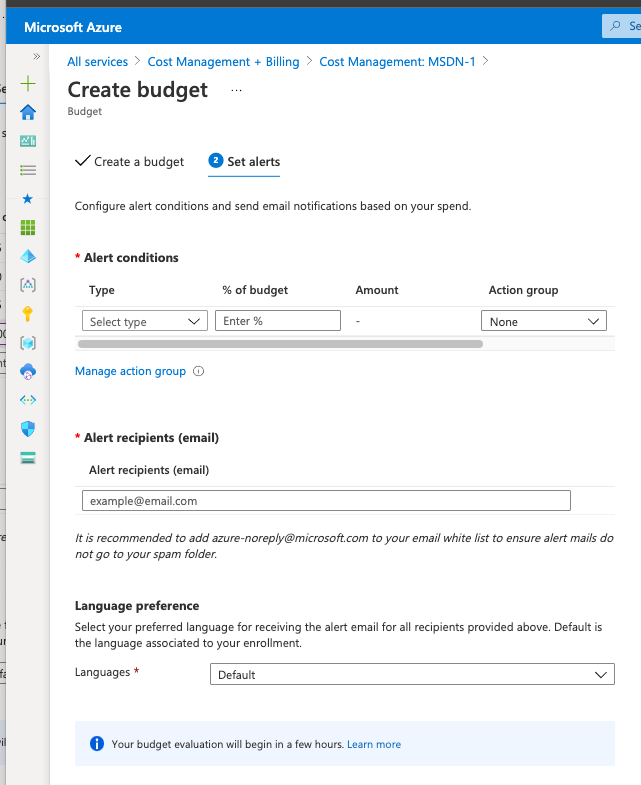 Microsoft Azure
Se
All services > Cost Management + Billing > Cost Management: MSDN-1 >
Create budget ...
Budget
Create a budget
2 Set alerts
Configure alert conditions and send email notifications based on your spend.
* Alert conditions
Type % of budget Amount Action group
Select type Enter % - None
Manage action group
* Alert recipients (email)
Alert recipients (email)
example@email.com
It is recommended to add azure-noreply@microsoft.com to your email white list to ensure alert mails do
not go to your spam folder.
Language preference
Select your preferred language for receiving the alert email for all recipients provided above. Default is
the language associated to your enrollment.
Languages * Default
Your budget evaluation will begin in a few hours. Learn more